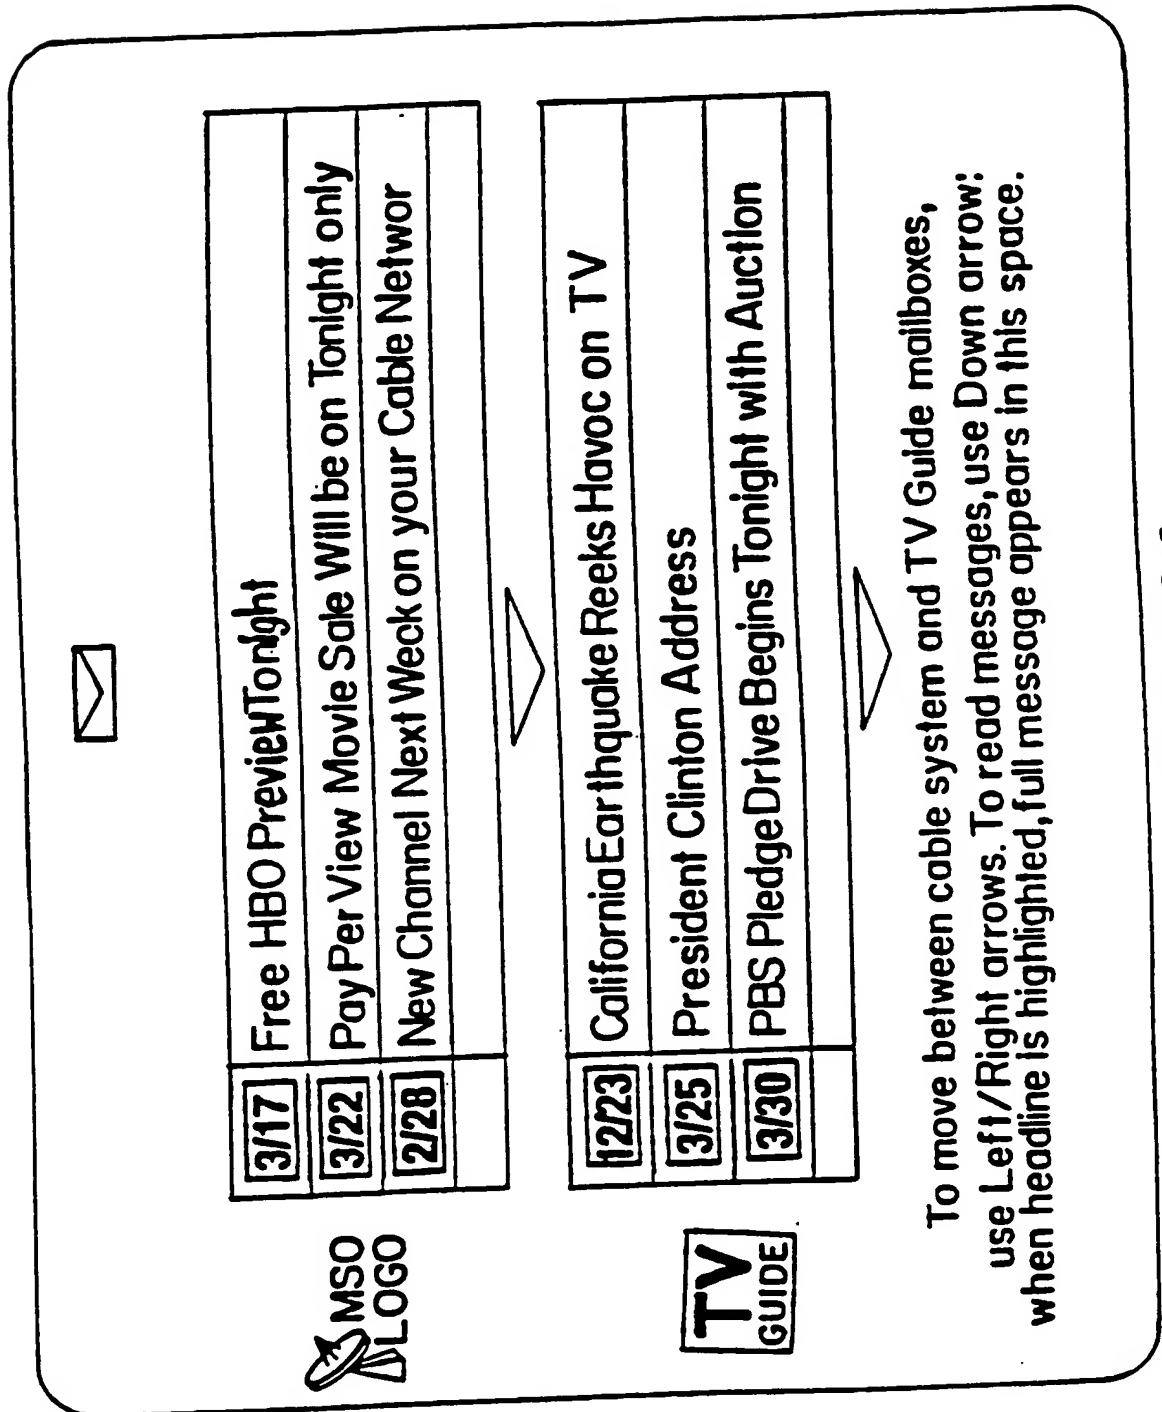 MSO
LOGO
3/17 Free HBO Preview Tonight
3/22 Pay Per View Movie Sale Will be on Tonight only
2/28 New Channel Next Weck on your Cable Networ
TV
GUIDE
12/23 California Earthquake Reeks Havoc on TV
3/25 President Clinton Address
3/30 PBS Pledge Drive Begins Tonight with Auction
To move between cable system and TV Guide mailboxes,
use Left/Right arrows. To read messages, use Down arrow:
when headline is highlighted, full message appears in this space.